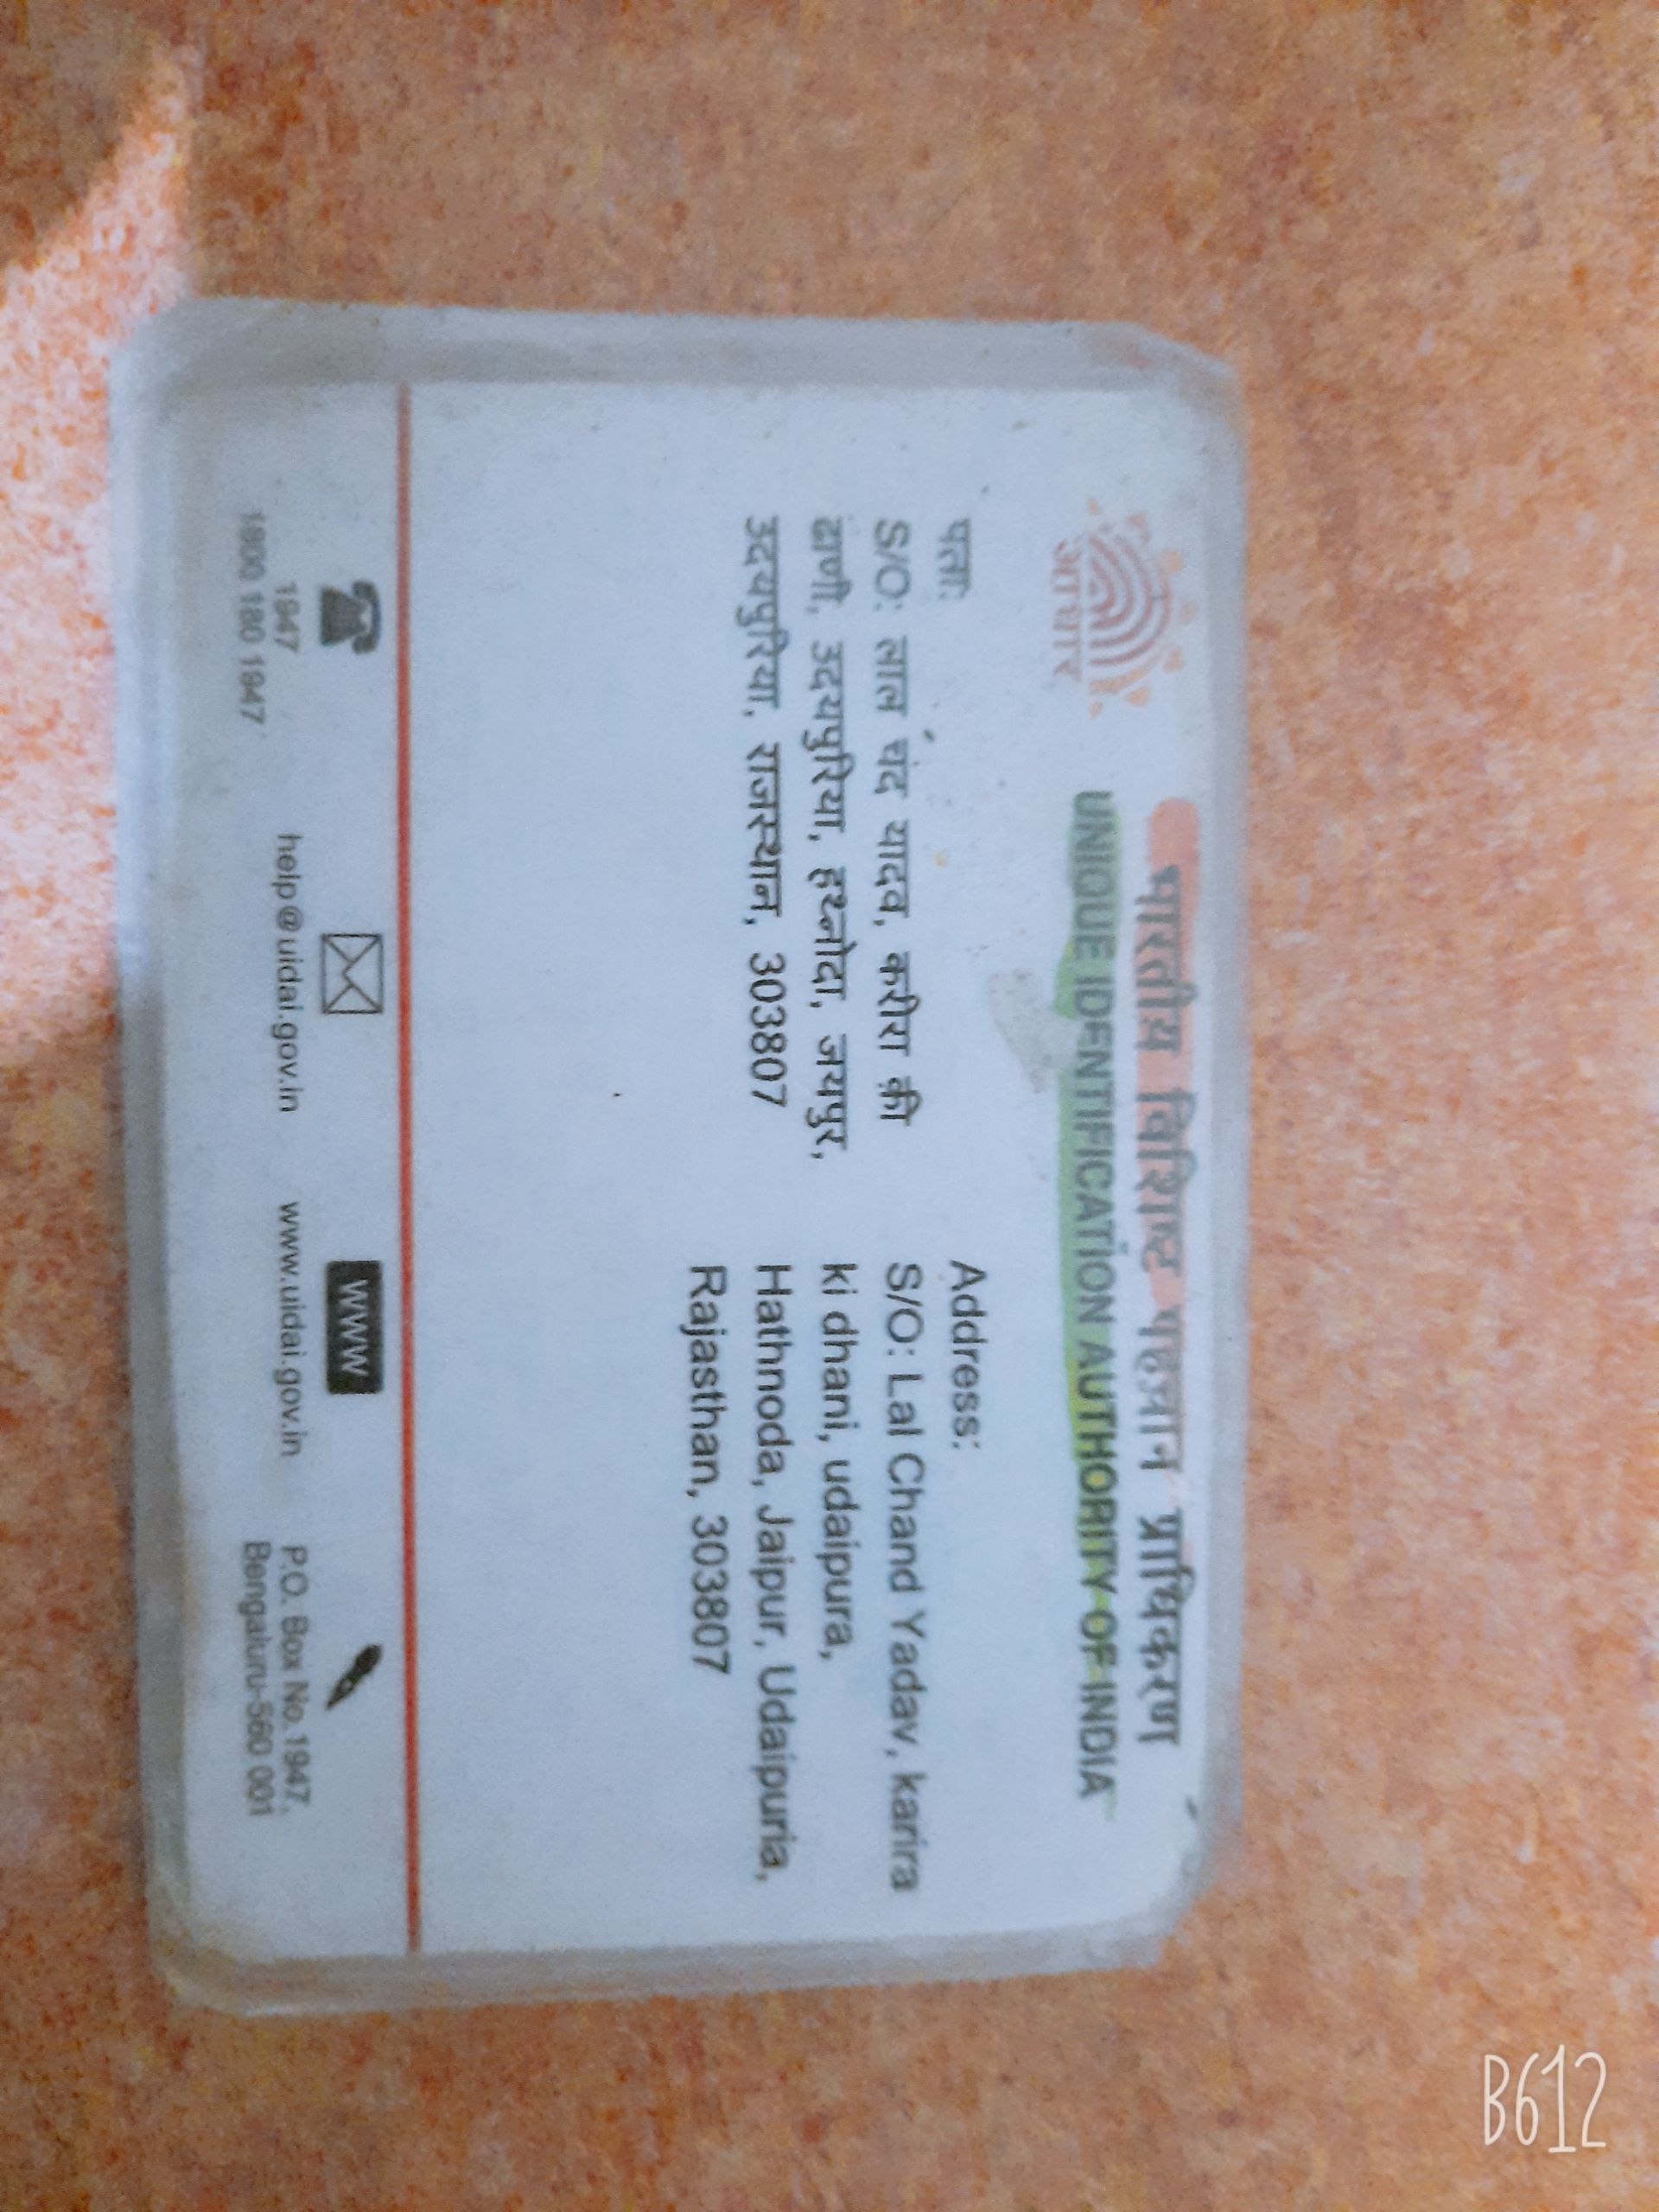 भारतीय विशिष्ट पहचान प्राधिकरण
UNIQUE IDENTIFICATION AUTHORITY OF INDIA
आधार
पता:
S/O: लाल चंद यादव, करीरा की
ढाणी, उदयपुरिया, हथ्नोदा, जयपुर,
उदयपुरिया, राजस्थान, 303807
Address:
S/O: Lal Chand Yadav, karira
ki dhani, udaipura,
Hathnoda, Jaipur, Udaipuria,
Rajasthan, 303807
1947
1800 180 1947
help@uidai.gov.in
www
www.uidai.gov.in
P.O. Box No.1947,
Bengaluru-560 001
B612